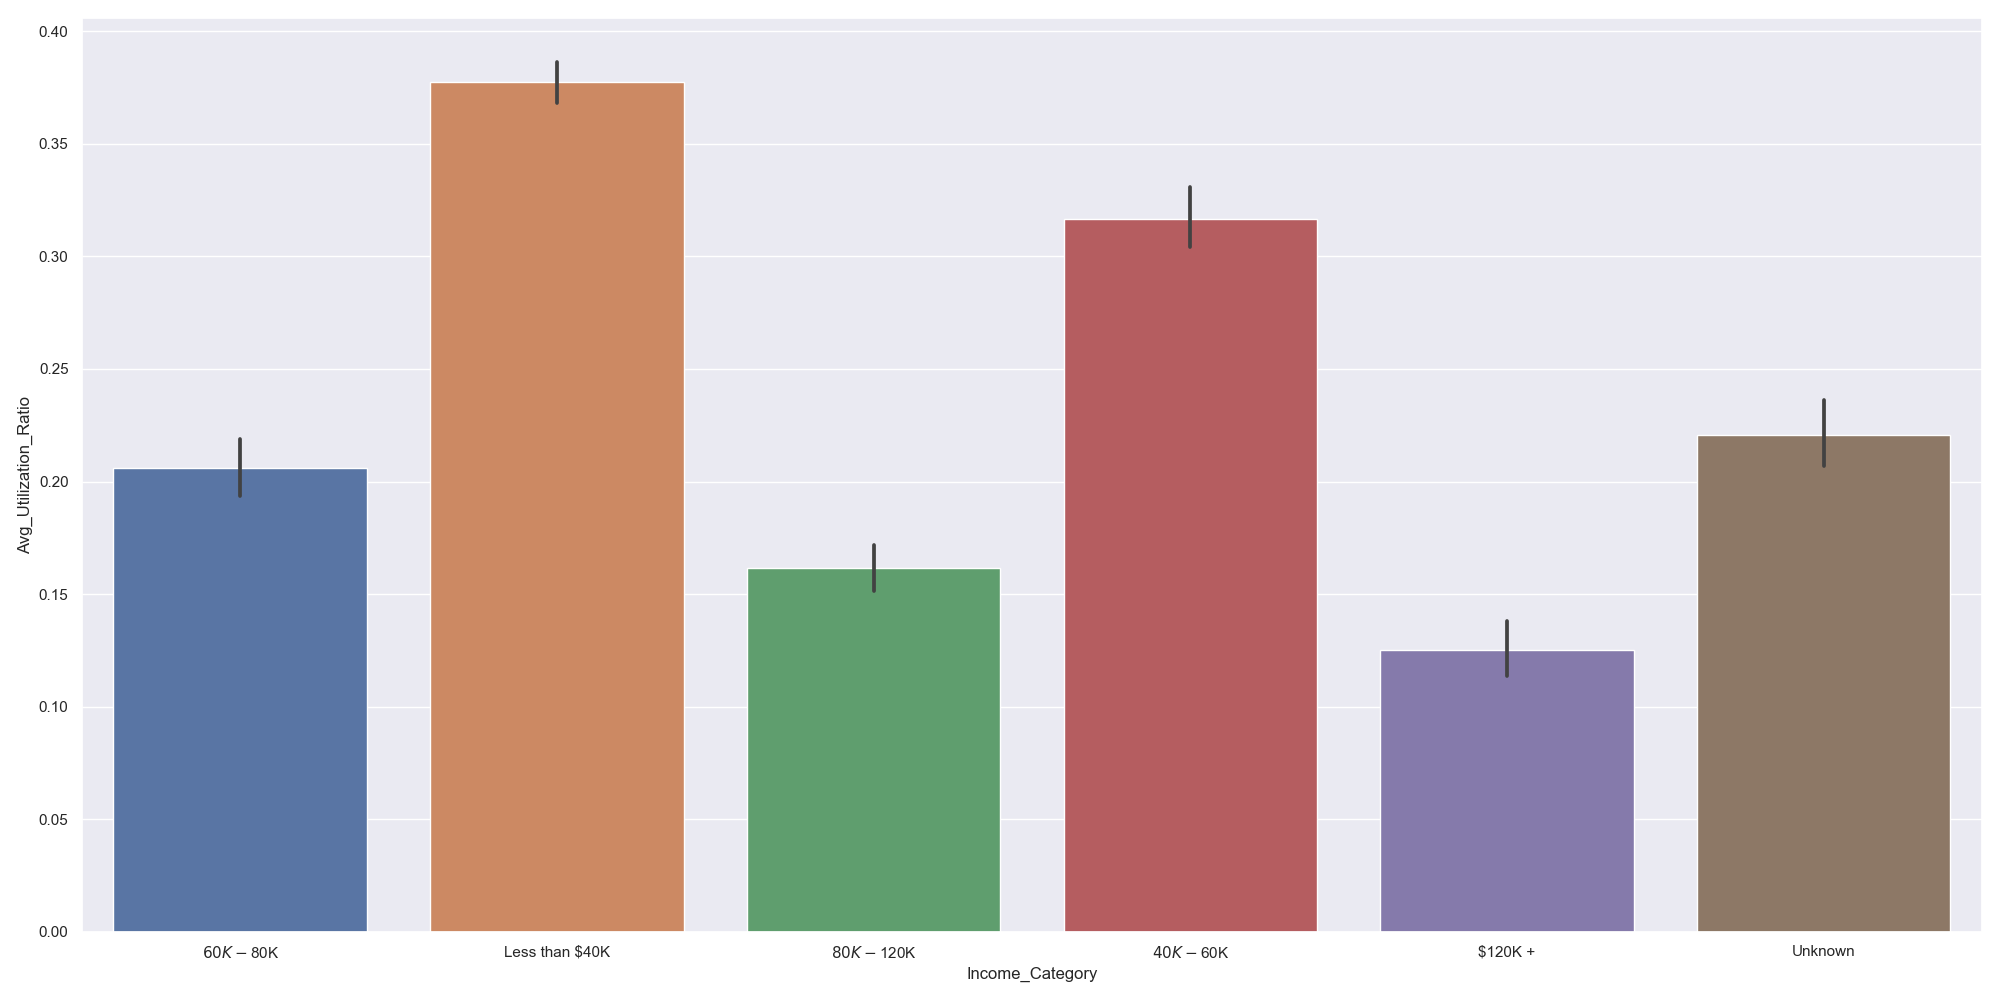 0.40
0.35
0.30
0.25
0.20
0.15
0.10
0.05
0.00
Avg_Utilization_Ratio
60K − 80K
Less than $40K
80K − 120K
40K − 60K
$120K +
Unknown
Income_Category